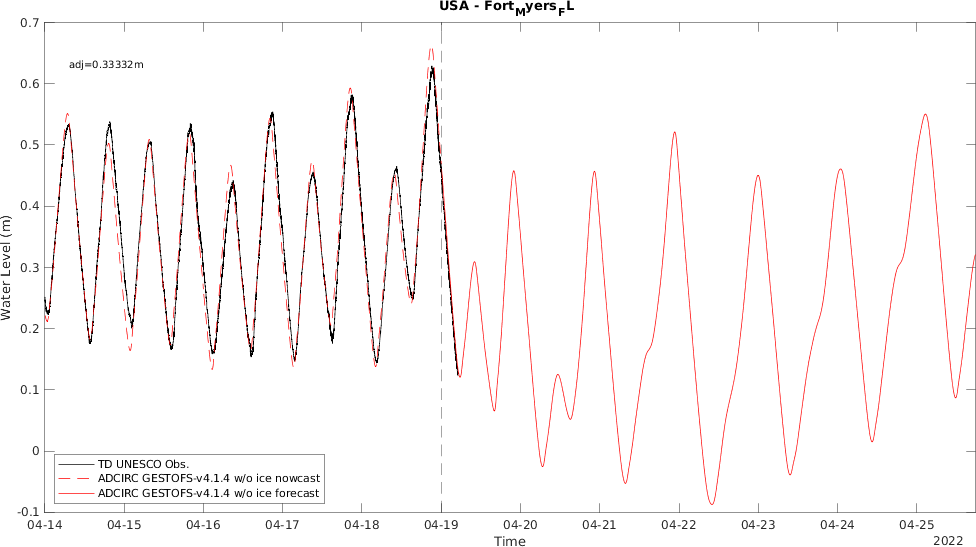 USA - Fort_Myers_FL
adj=0.33332m
0.7
0.6
0.5
0.4
0.3
0.2
0.1
0
-0.1
Water Level (m)
TD UNESCO Obs.
ADCIRC GESTOFS-v4.1.4 w/o ice nowcast
ADCIRC GESTOFS-v4.1.4 w/o ice forecast
04-14 04-15 04-16 04-17 04-18 04-19 04-20 04-21 04-22 04-23 04-24 04-25
Time
2022